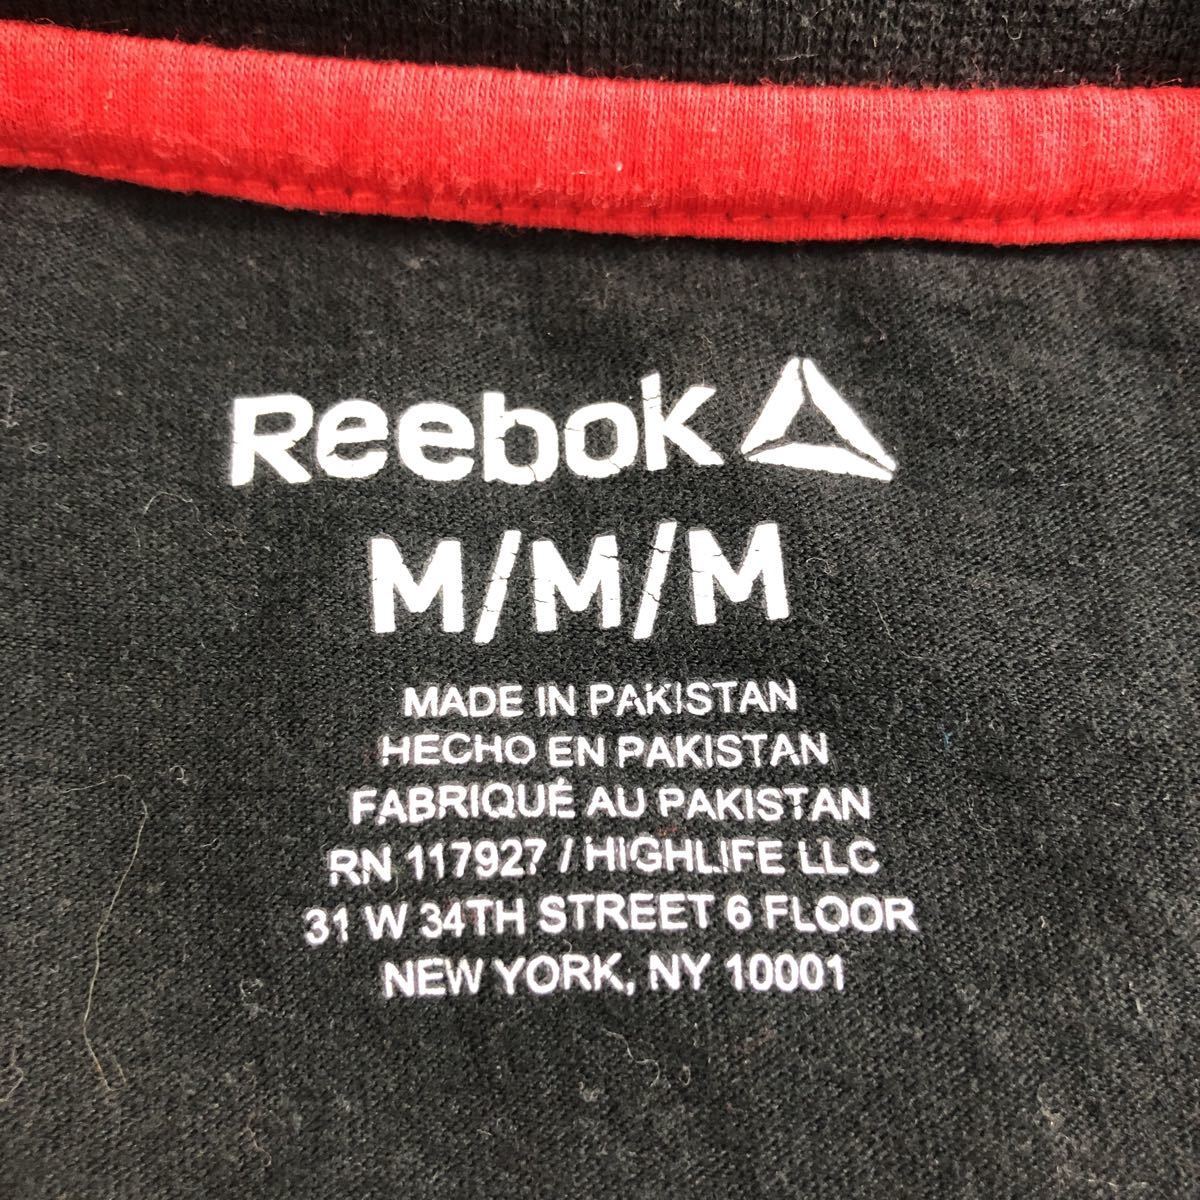 Reebok
M/M/M
MADE IN PAKISTAN
HECHO EN PAKISTAN
FABRIQUÉ AU PAKISTAN
RN 117927 / HIGHLIFE LLC
31 W 34TH STREET 6 FLOOR
NEW YORK, NY 10001